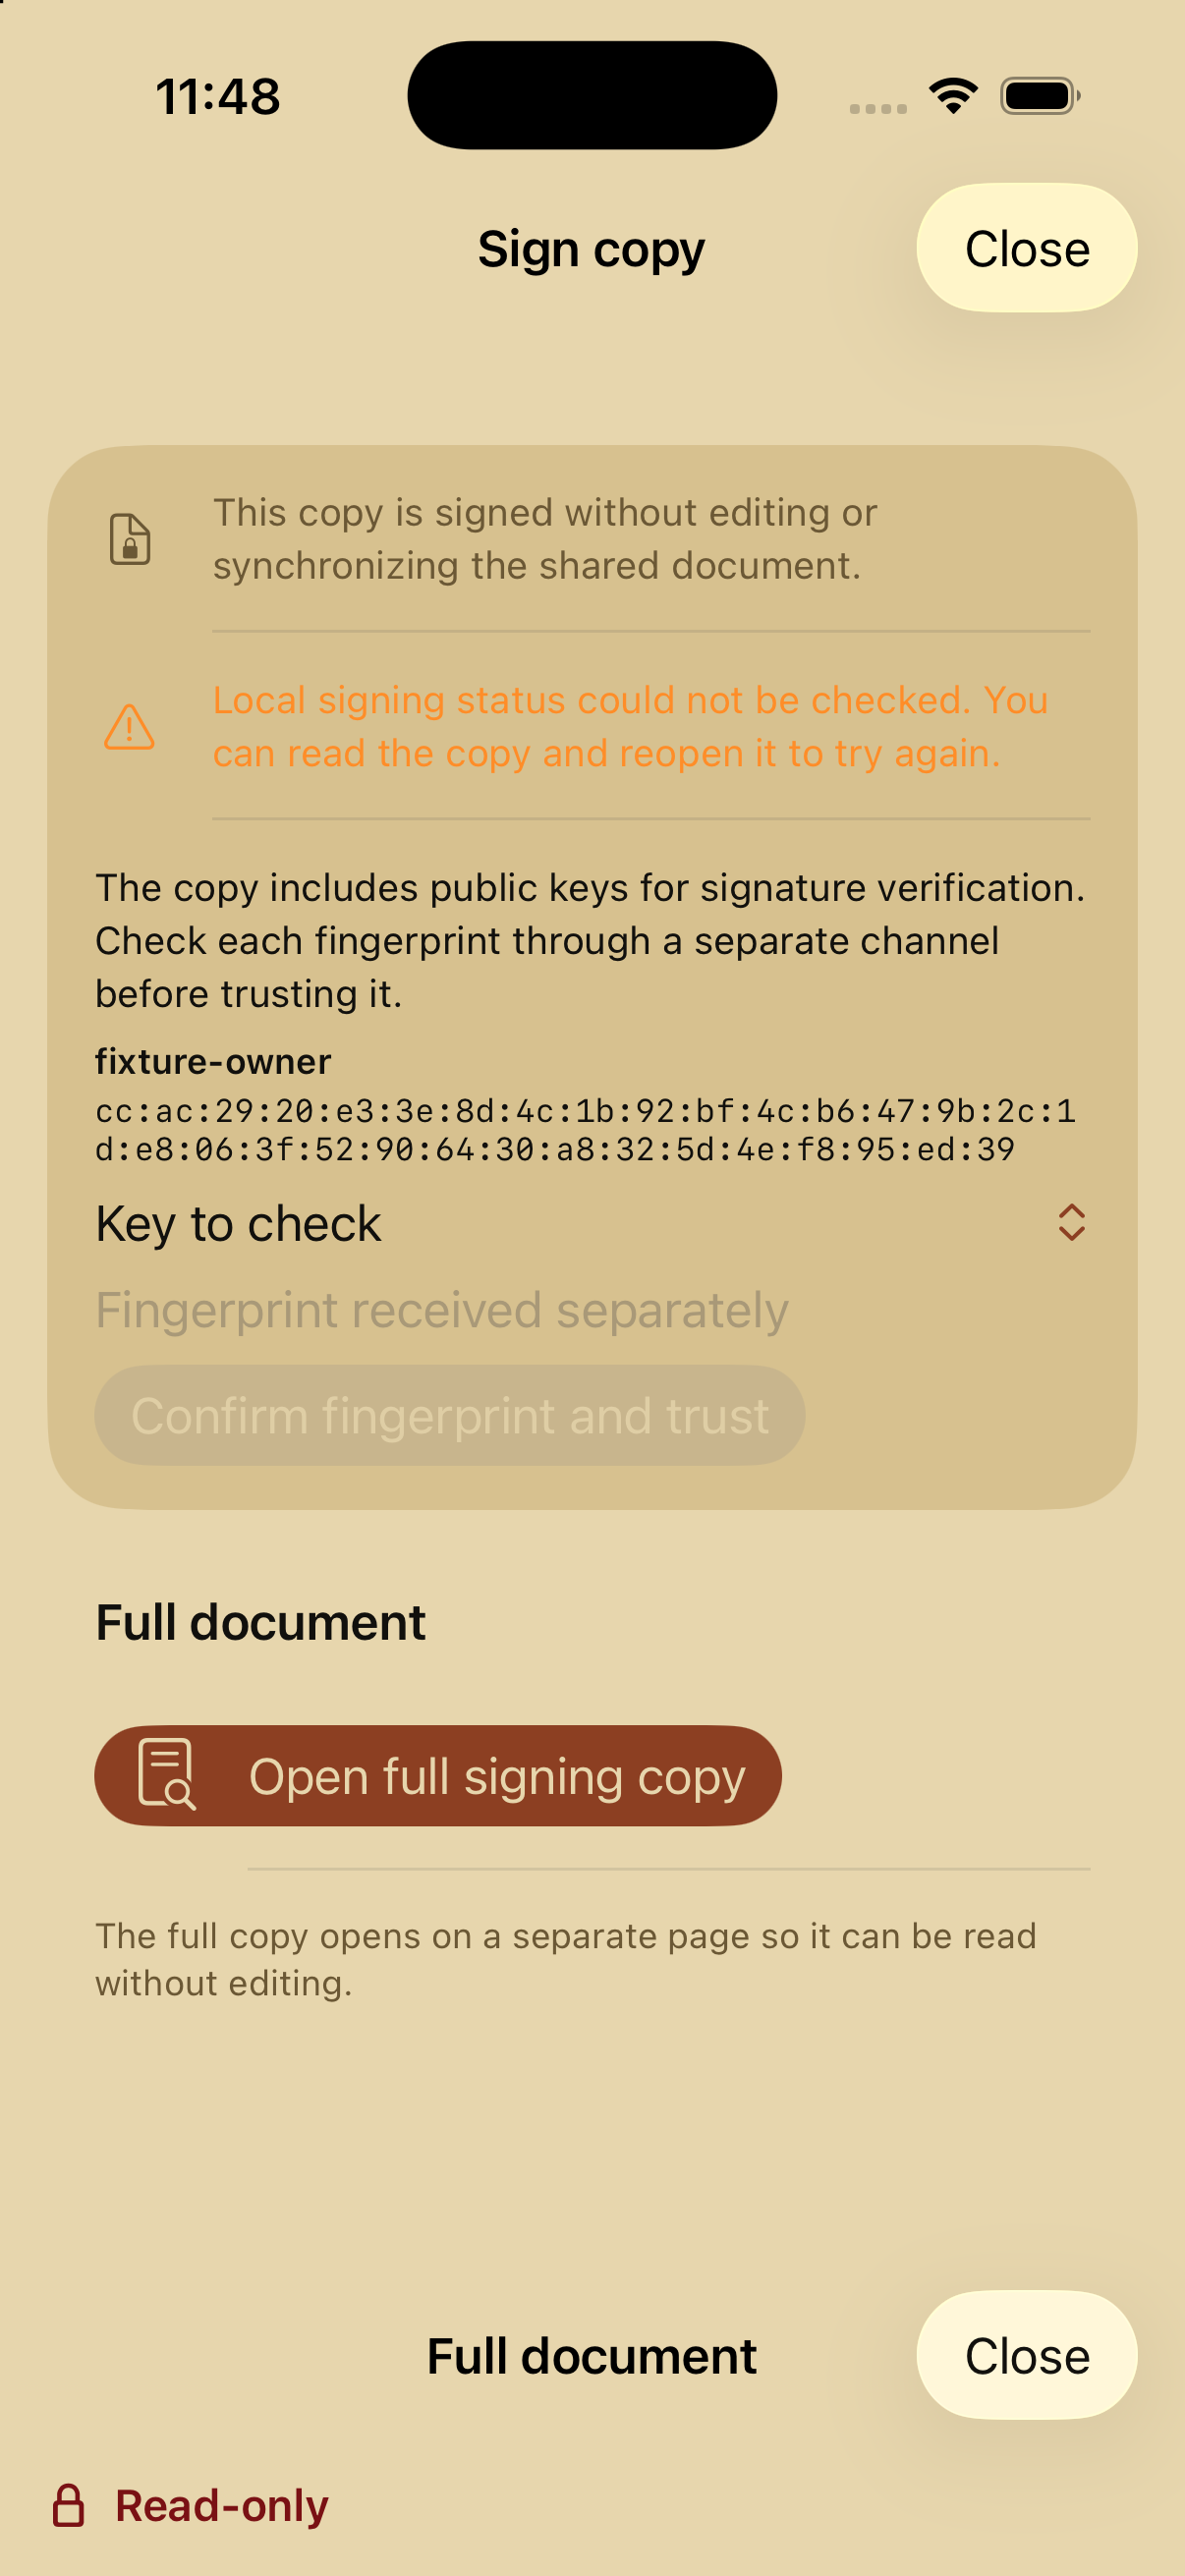 11:48
Sign copy
Close
This copy is signed without editing or
synchronizing the shared document.
Local signing status could not be checked. You
can read the copy and reopen it to try again.
The copy includes public keys for signature verification.
Check each fingerprint through a separate channel
before trusting it.
fixture-owner
cc:ac:29:20:e3:3e:8d:4c:1b:92:bf:4c:b6:47:9b:2c:1
d:e8:06:3f:52:90:64:30:a8:32:5d:4e:f8:95:ed:39
Key to check
Fingerprint received separately
Confirm fingerprint and trust
Full document
Open full signing copy
The full copy opens on a separate page so it can be read
without editing.
Full document
Close
Read-only